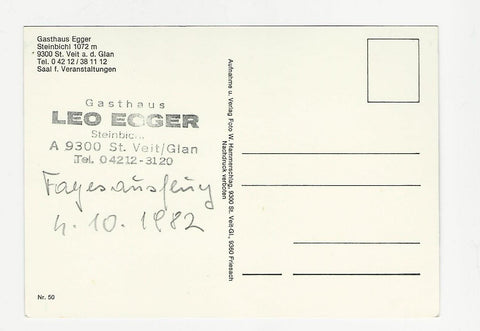 Gasthaus Egger
Steinbichl 1072 m
9300 St. Veit a. d. Glan
Tel. 0 42 12 / 38 11 12
Saal f. Veranstaltungen
Gasthaus
LEO EGGER
Steinbic...
A 9300 St. Veit/Glan
Tel. 04212-3120
Tagesausflug
4. 10. 1982
Aufnahme u. Verlag Foto W. Hammerschlag, 9300 St. Veit-Gl., 9360 Friesach
Nachdruck verboten
Nr. 50